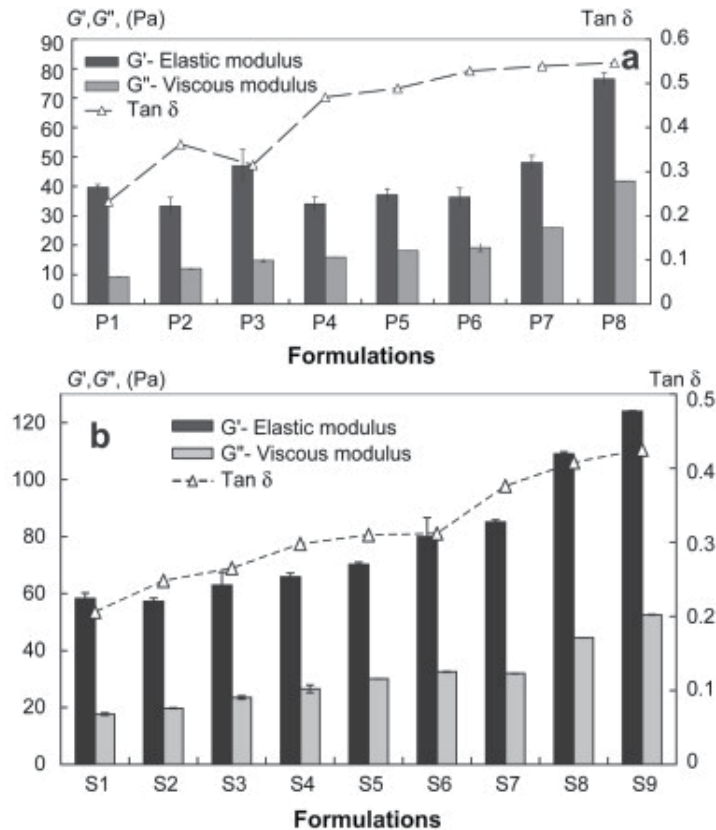 G',G", (Pa) Tan δ
90 0.6
80 G'- Elastic modulus a
G"- Viscous modulus 0.5
70 Tan δ
60 0.4
50
40 0.3
30 0.2
20
10 0.1
0 0
P1 P2 P3 P4 P5 P6 P7 P8
Formulations
G',G", (Pa) Tan δ
0.5
120 b G'- Elastic modulus
G"- Viscous modulus
100 Tan δ 0.4
80 0.3
60
0.2
40
20 0.1
0 0
S1 S2 S3 S4 S5 S6 S7 S8 S9
Formulations